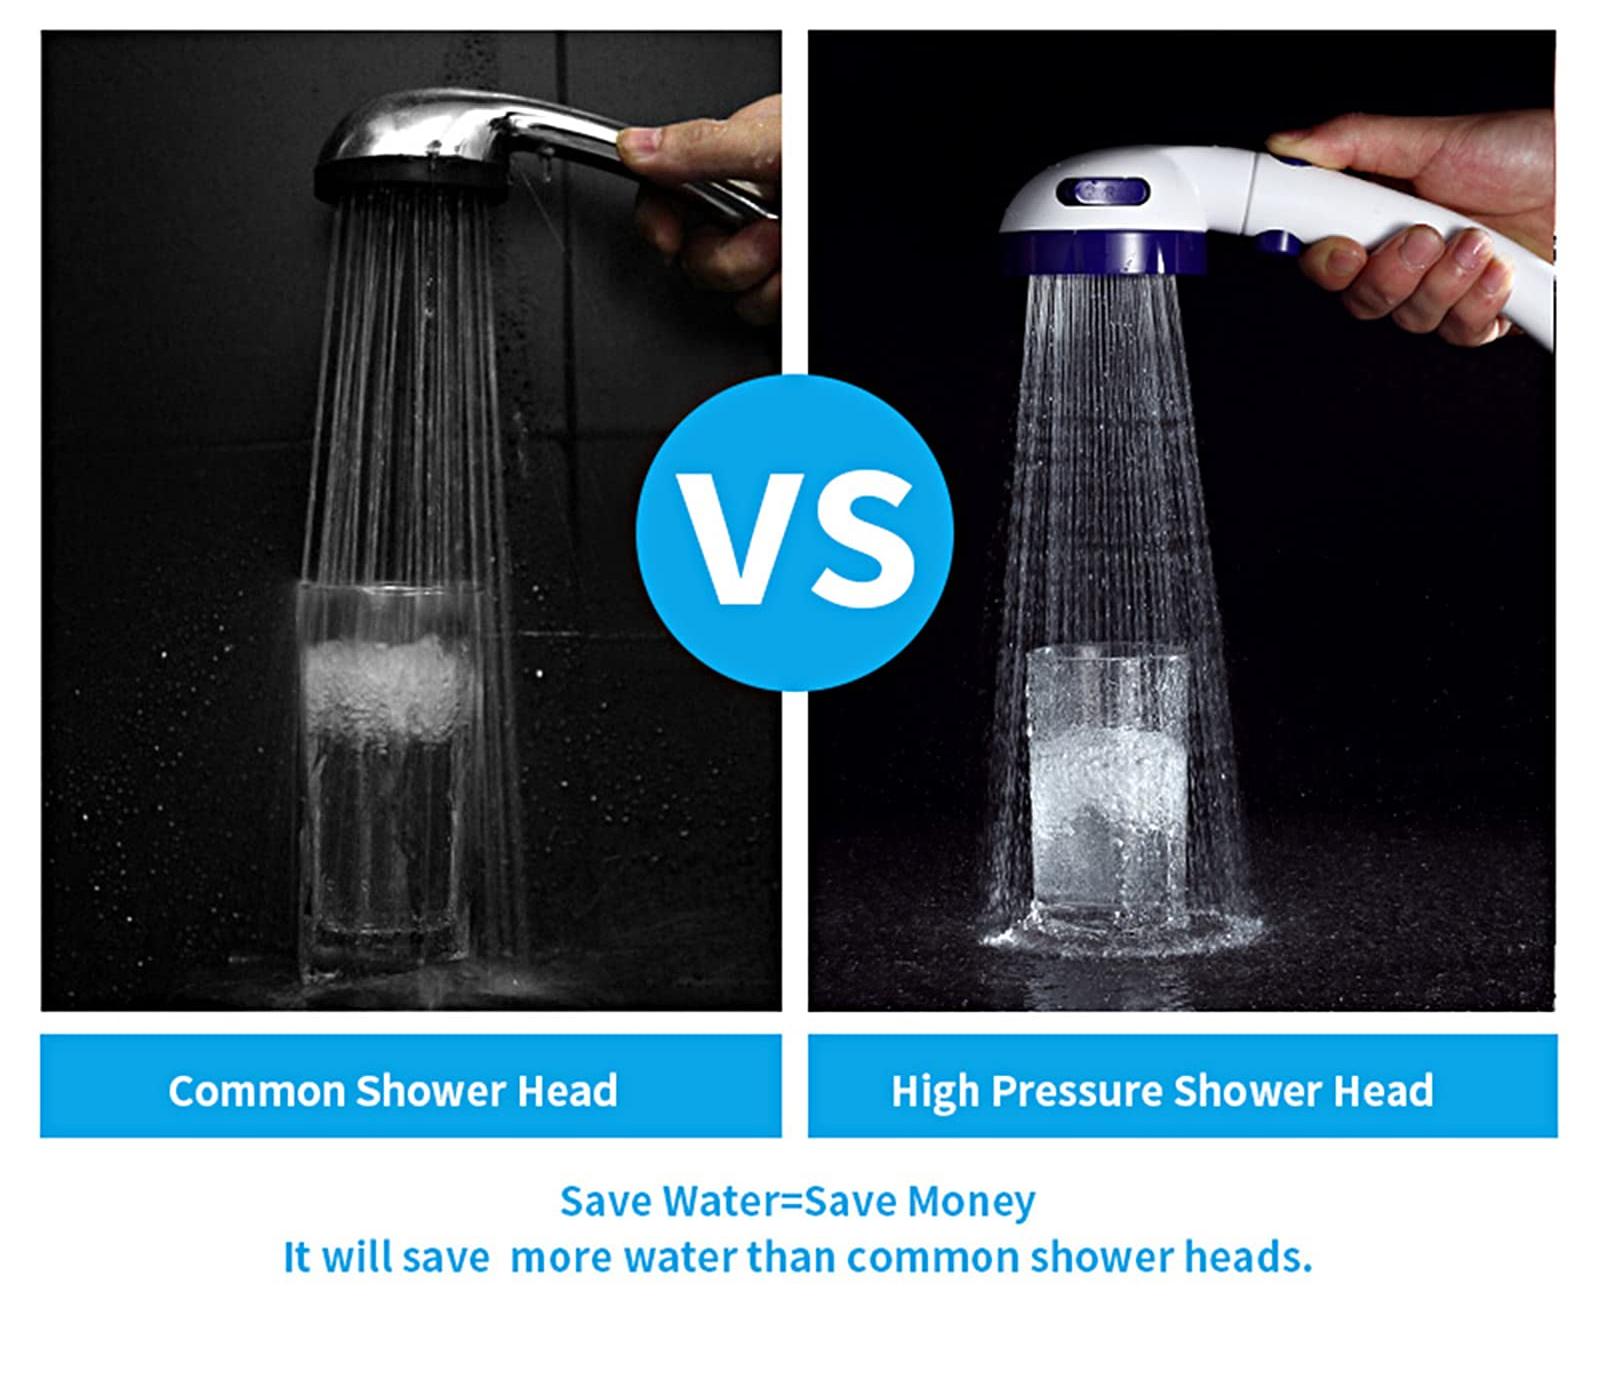 VS
Common Shower Head
High Pressure Shower Head
Save Water=Save Money
It will save  more water than common shower heads.